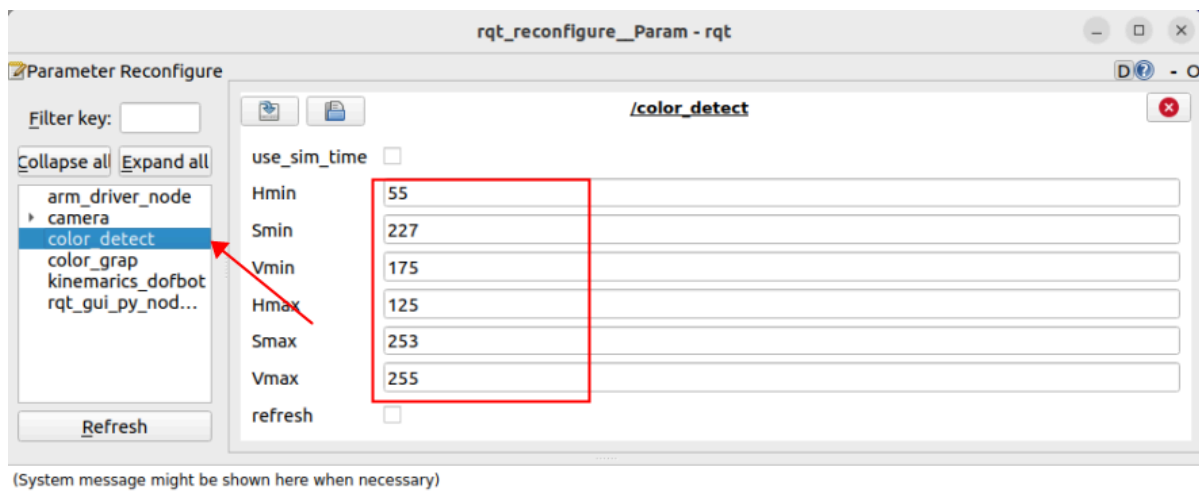 rqt_reconfigure__Param - rqt
Parameter Reconfigure
D
- O
Filter key:
Collapse all
Expand all
arm_driver_node
camera
color_detect
color_grap
kinemarics_dofbot
rqt_gui_py_nod...
Refresh
/color_detect
use_sim_time
Hmin 55
Smin 227
Vmin 175
Hmax 125
Smax 253
Vmax 255
refresh
(System message might be shown here when necessary)